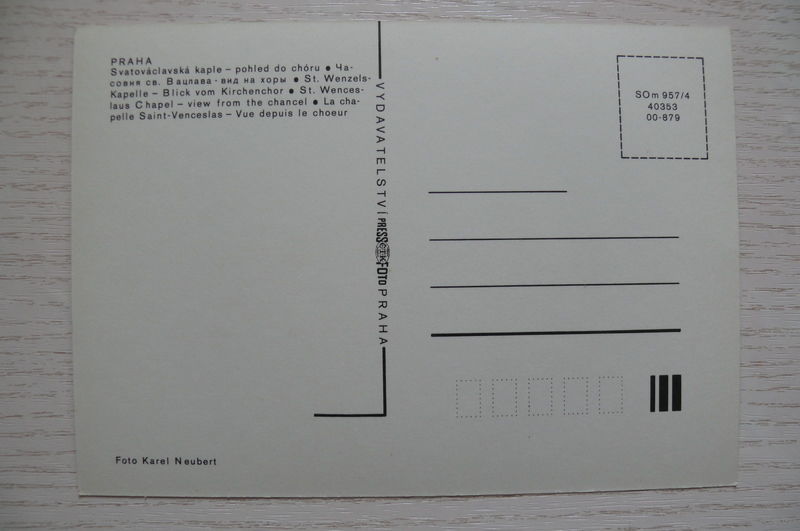 PRAHA
Svatováclavská kaple – pohled do chóru ● Ча-
совня св. Вацлава - вид на хоры ● St. Wenzels-
Kapelle – Blick vom Kirchenchor ● St. Wences-
laus Chapel – view from the chancel ● La cha-
pelle Saint-Venceslas – Vue depuis le choeur
VYDAVATELSTVÍ PRESSFOTO PRAHA
ČTK
SOm 957/4
40353
00-879
Foto Karel Neubert